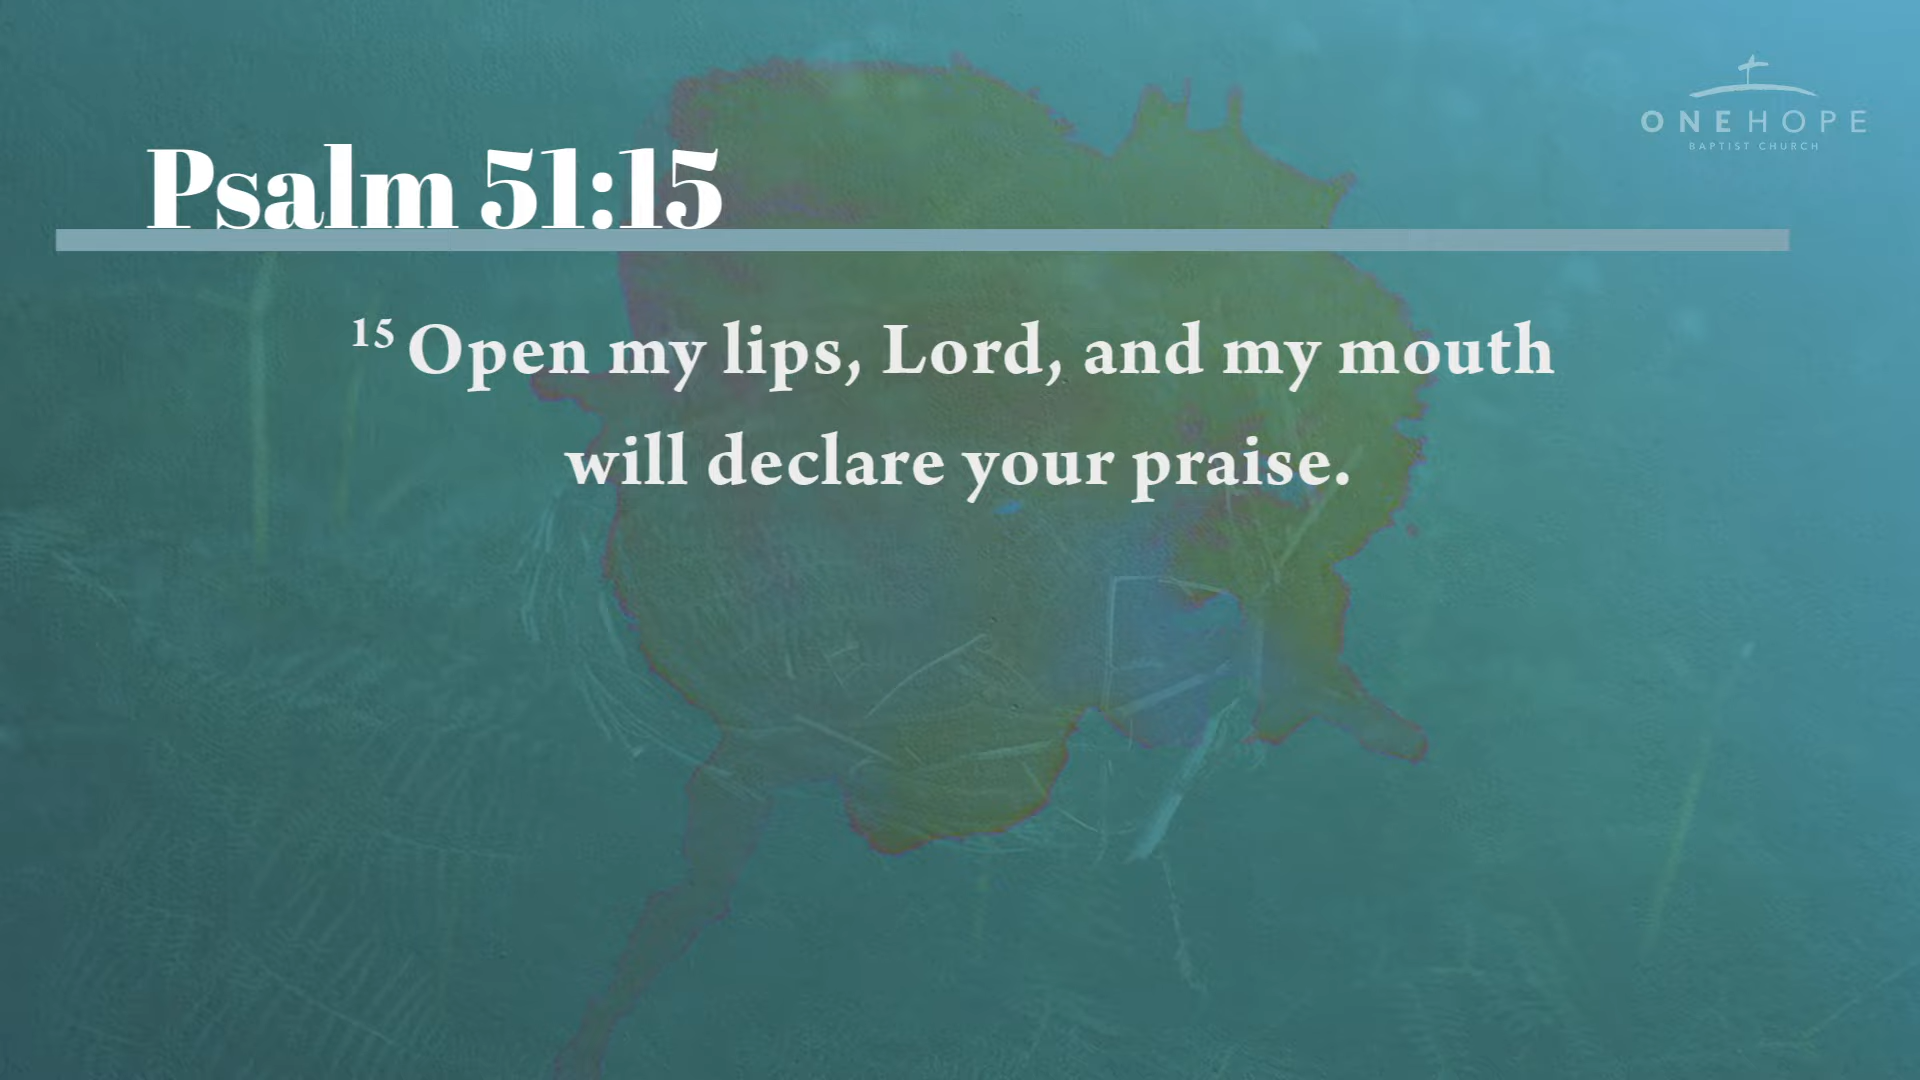 ONEHOPE
BAPTIST CHURCH
Psalm 51:15
15 Open my lips, Lord, and my mouth
will declare your praise.